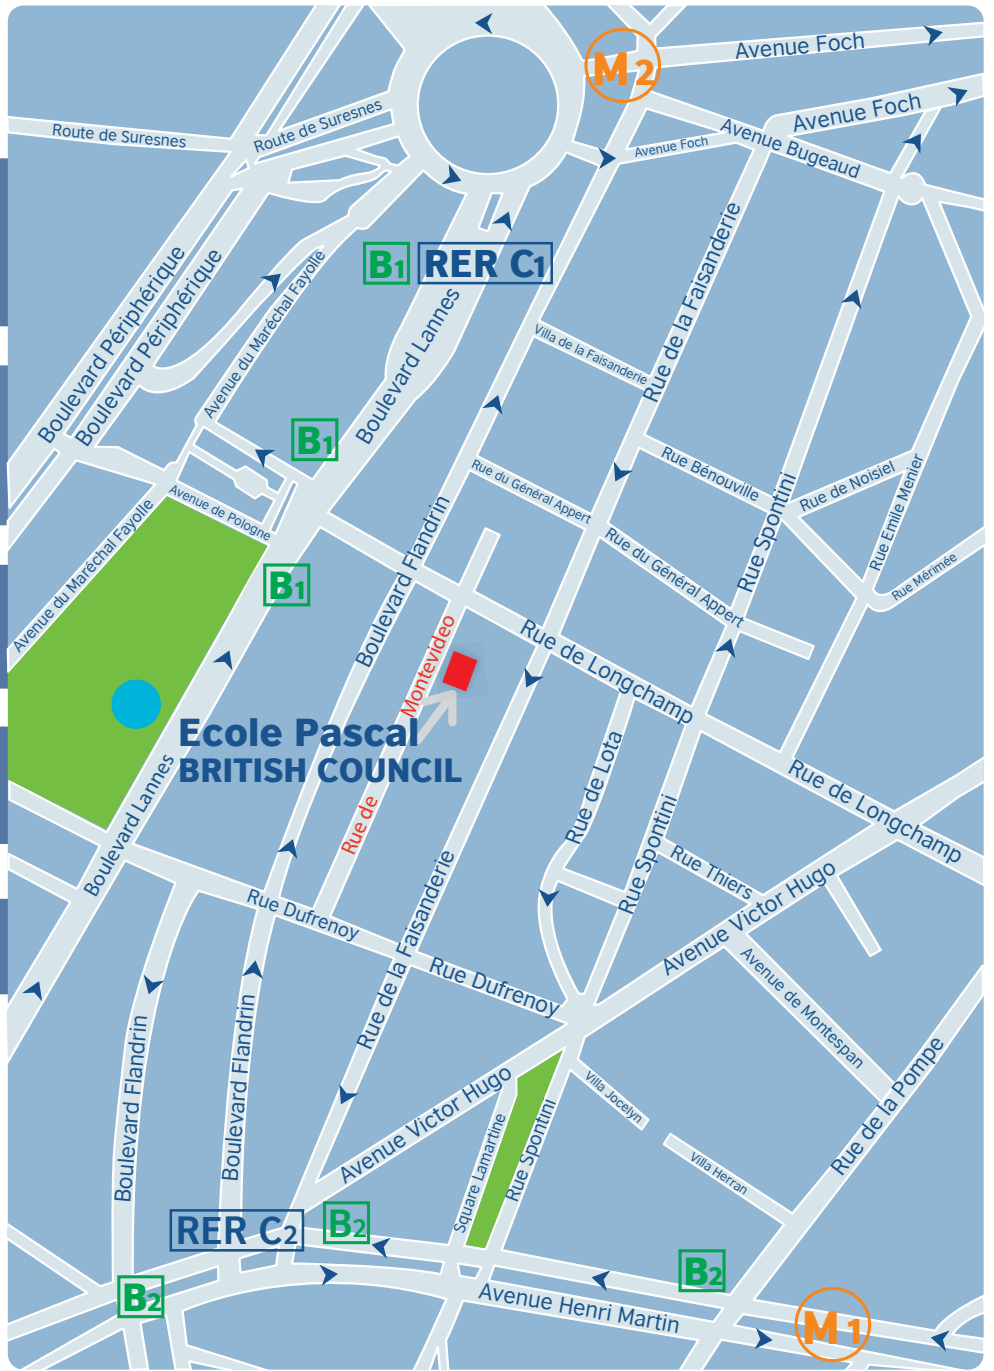 Avenue Foch
M2
Avenue Foch
Avenue Bugeaud
Avenue Foch
Route de Suresnes
Route de Suresnes
B1 RER C1
Boulevard Périphérique
Boulevard Périphérique
Avenue du Maréchal Fayolle
Boulevard Lannes
Rue de la Faisanderie
Villa de la Faisanderie
B1
Rue du Général Appert
Rue Bénouville
Rue de Noisiel
Rue Spontini
Rue Emile Menier
Rue Mérimée
Avenue de Pologne
Avenue du Maréchal Fayolle
Boulevard Flandrin
Rue du Général Appert
B1
Rue de Longchamp
Montevideo
Rue de
Ecole Pascal
BRITISH COUNCIL
Boulevard Lannes
Rue de Lota
Rue Spontini
Rue de Longchamp
Rue Thiers
Avenue Victor Hugo
Rue Dufrenoy
Rue de la Faisanderie
Rue Dufrenoy
Avenue de Montespan
Boulevard Flandrin
Boulevard Flandrin
Avenue Victor Hugo
Square Lamartine
Rue Spontini
Villa Jocelyn
Villa Herran
Rue de la Pompe
RER C2
B2
B2
B2
Avenue Henri Martin
M1